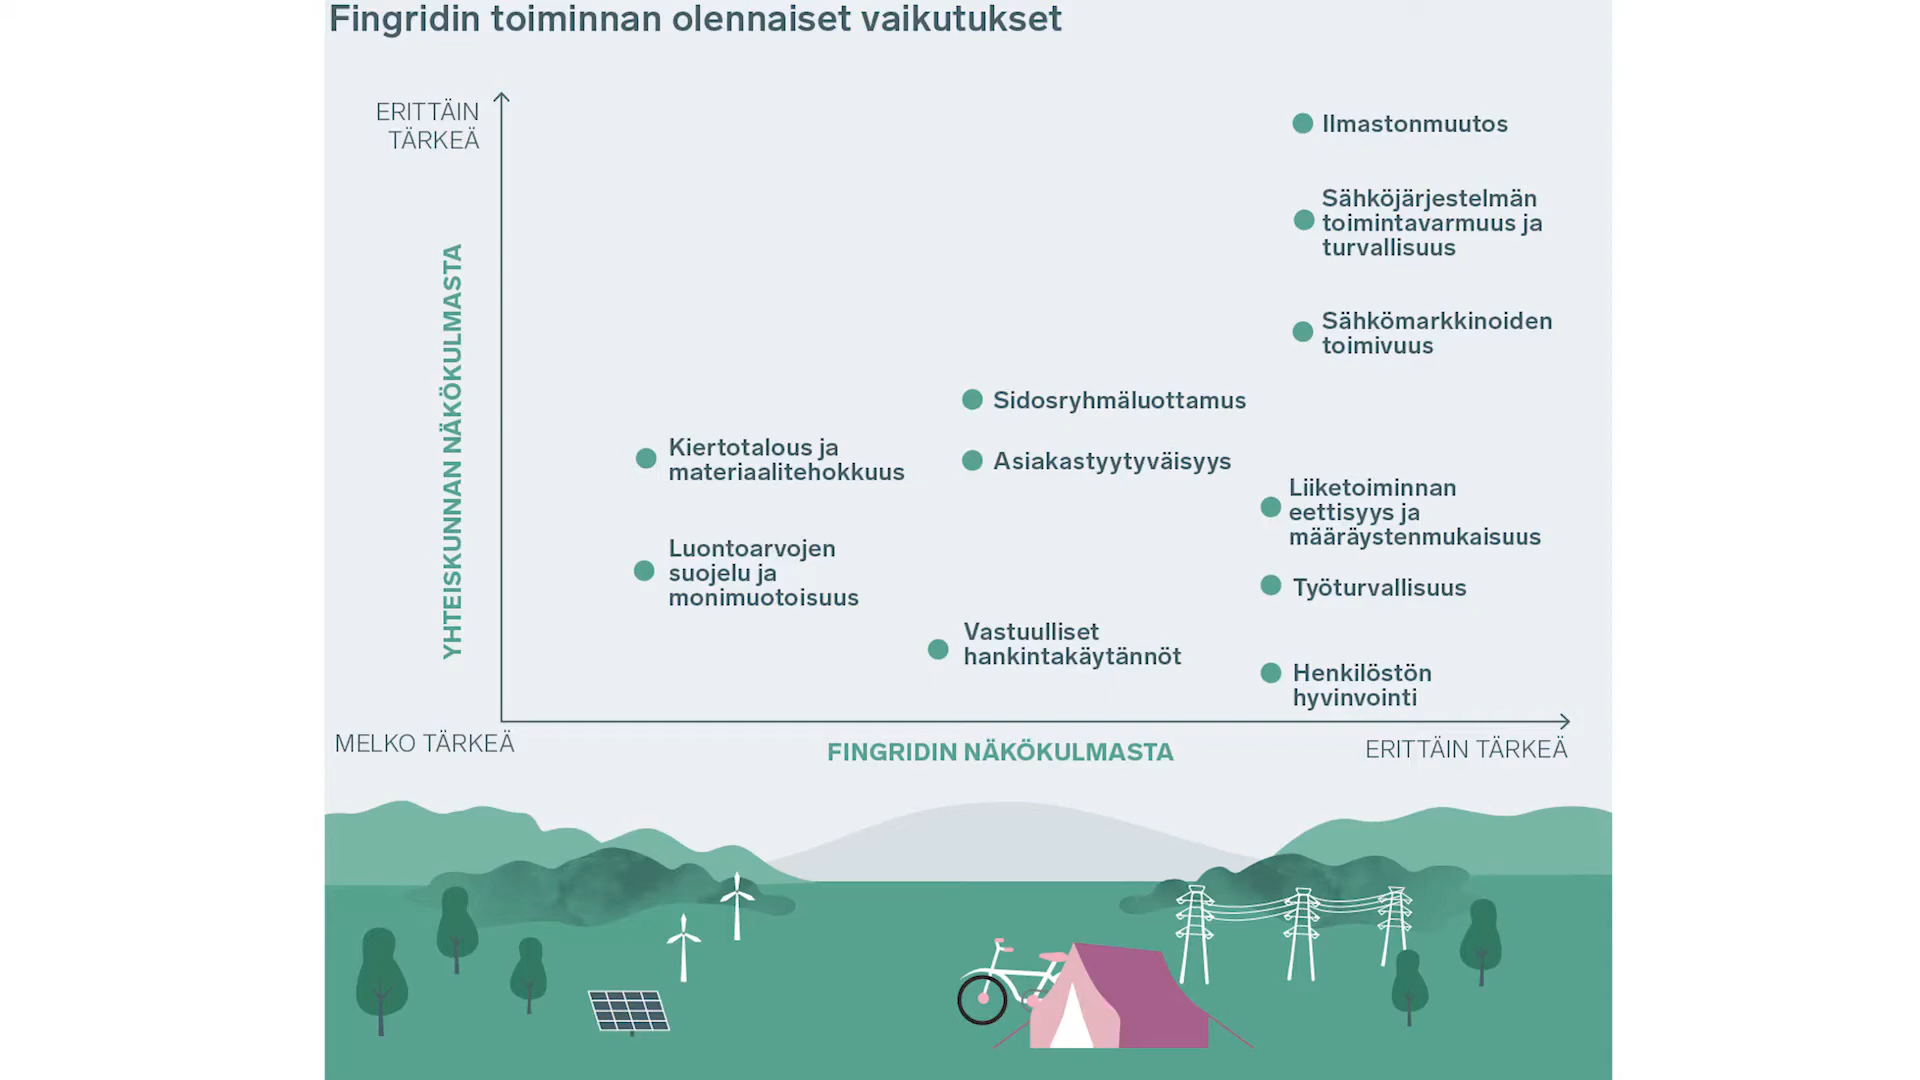 Fingridin toiminnan olennaiset vaikutukset
ERITTÄIN
TÄRKEÄ
YHTEISKUNNAN NÄKÖKULMASTA
Ilmastonmuutos
Sähköjärjestelmän
toimintavarmuus ja
turvallisuus
Sähkömarkkinoiden
toimivuus
Sidosryhmäluottamus
Kiertotalous ja
materiaalitehokkuus
Asiakastyytyväisyys
Liiketoiminnan
eettisyys ja
määräystenmukaisuus
Luontoarvojen
suojelu ja
monimuotoisuus
Työturvallisuus
Vastuulliset
hankintakäytännöt
Henkilöstön
hyvinvointi
MELKO TÄRKEÄ
FINGRIDIN NÄKÖKULMASTA
ERITTÄIN TÄRKEÄ